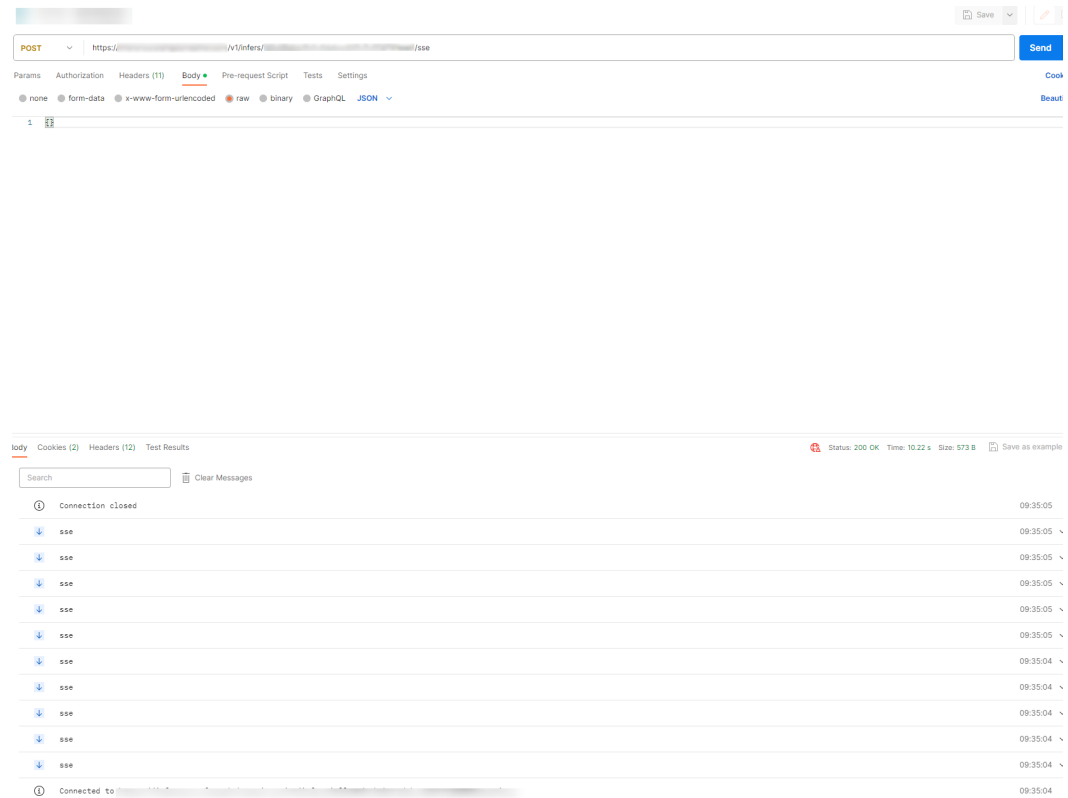 Save
POST https:// /v1/infers/ /sse Send
Params Authorization Headers (11) Body Pre-request Script Tests Settings Cook
none form-data x-www-form-urlencoded raw binary GraphQL JSON Beauti
1 {}
Body Cookies (2) Headers (12) Test Results Status: 200 OK Time: 10.22 s Size: 573 B Save as example
Search Clear Messages
Connection closed 09:35:05
sse 09:35:05
sse 09:35:05
sse 09:35:05
sse 09:35:05
sse 09:35:05
sse 09:35:04
sse 09:35:04
sse 09:35:04
sse 09:35:04
sse 09:35:04
Connected to 09:35:04